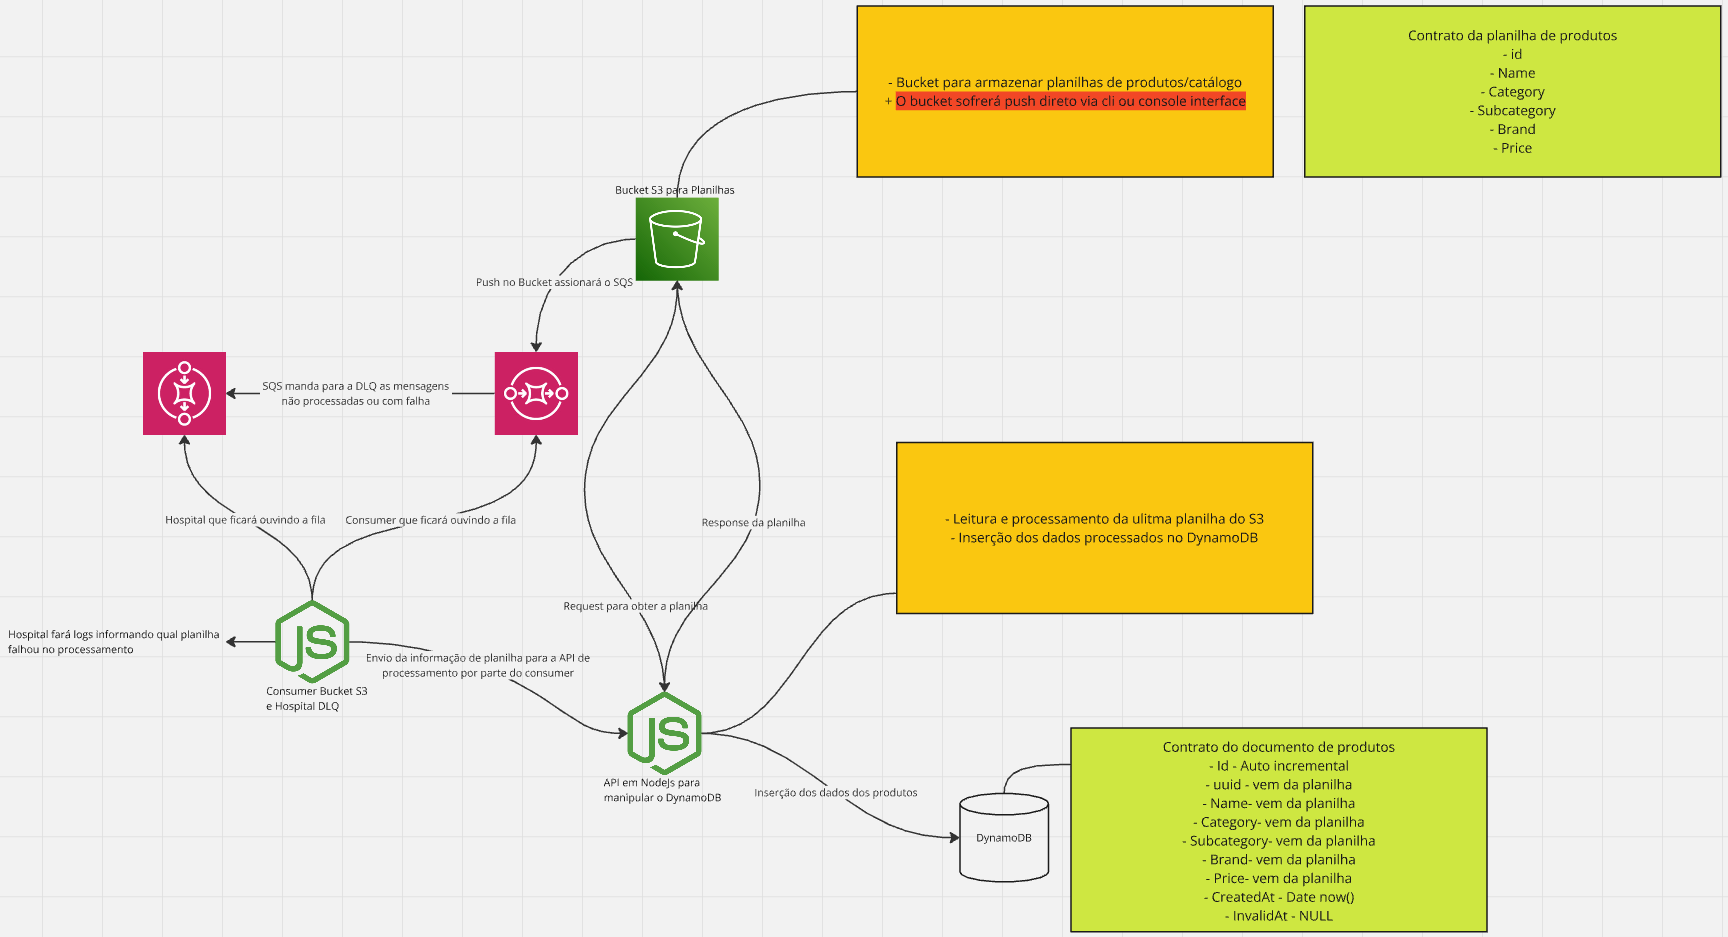 - Bucket para armazenar planilhas de produtos/catálogo
+ O bucket sofrerá push direto via cli ou console interface
Contrato da planilha de produtos
- id
- Name
- Category
- Subcategory
- Brand
- Price
Bucket S3 para Planilhas
Push no Bucket assionará o SQS
SQS manda para a DLQ as mensagens
não processadas ou com falha
Hospital que ficará ouvindo a fila
Consumer que ficará ouvindo a fila
Response da planilha
- Leitura e processamento da ulitma planilha do S3
- Inserção dos dados processados no DynamoDB
Request para obter a planilha
Hospital fará logs informando qual planilha
falhou no processamento
JS
Consumer Bucket S3
e Hospital DLQ
Envio da informação de planilha para a API de
processamento por parte do consumer
JS
API em NodeJs para
manipular o DynamoDB
Inserção dos dados dos produtos
DynamoDB
Contrato do documento de produtos
- Id - Auto incremental
- uuid - vem da planilha
- Name- vem da planilha
- Category- vem da planilha
- Subcategory- vem da planilha
- Brand- vem da planilha
- Price- vem da planilha
- CreatedAt - Date now()
- InvalidAt - NULL